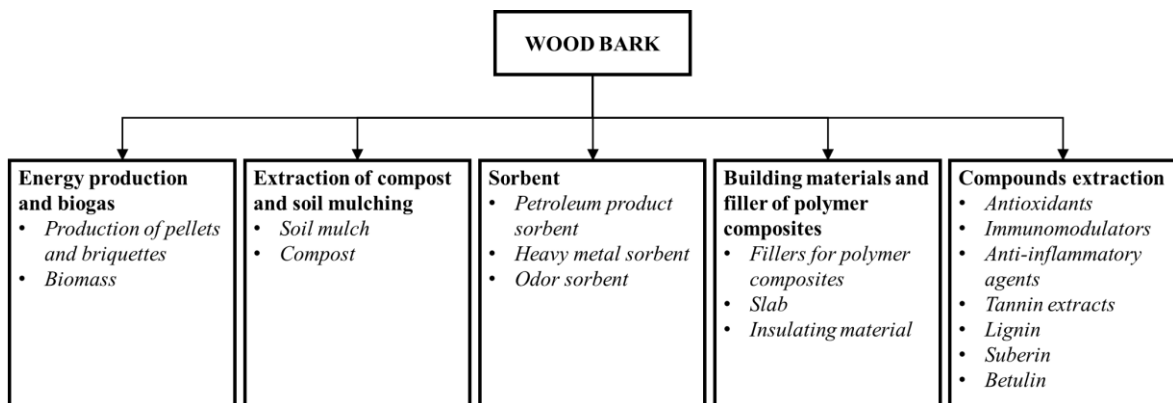 WOOD BARK
Energy production
and biogas
• Production of pellets
and briquettes
• Biomass
Extraction of compost
and soil mulching
• Soil mulch
• Compost
Sorbent
• Petroleum product
sorbent
• Heavy metal sorbent
• Odor sorbent
Building materials and
filler of polymer
composites
• Fillers for polymer
composites
• Slab
• Insulating material
Compounds extraction
• Antioxidants
• Immunomodulators
• Anti-inflammatory
agents
• Tannin extracts
• Lignin
• Suberin
• Betulin